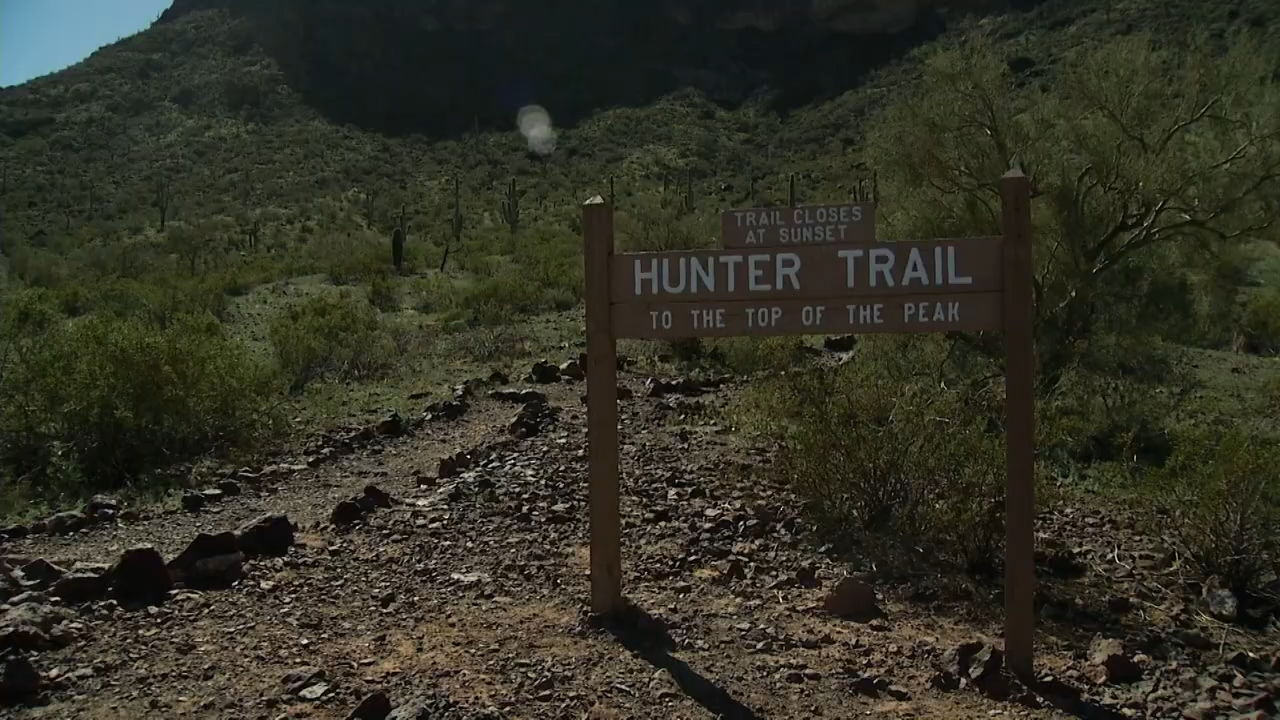 TRAIL CLOSES
AT SUNSET
HUNTER TRAIL
TO THE TOP OF THE PEAK